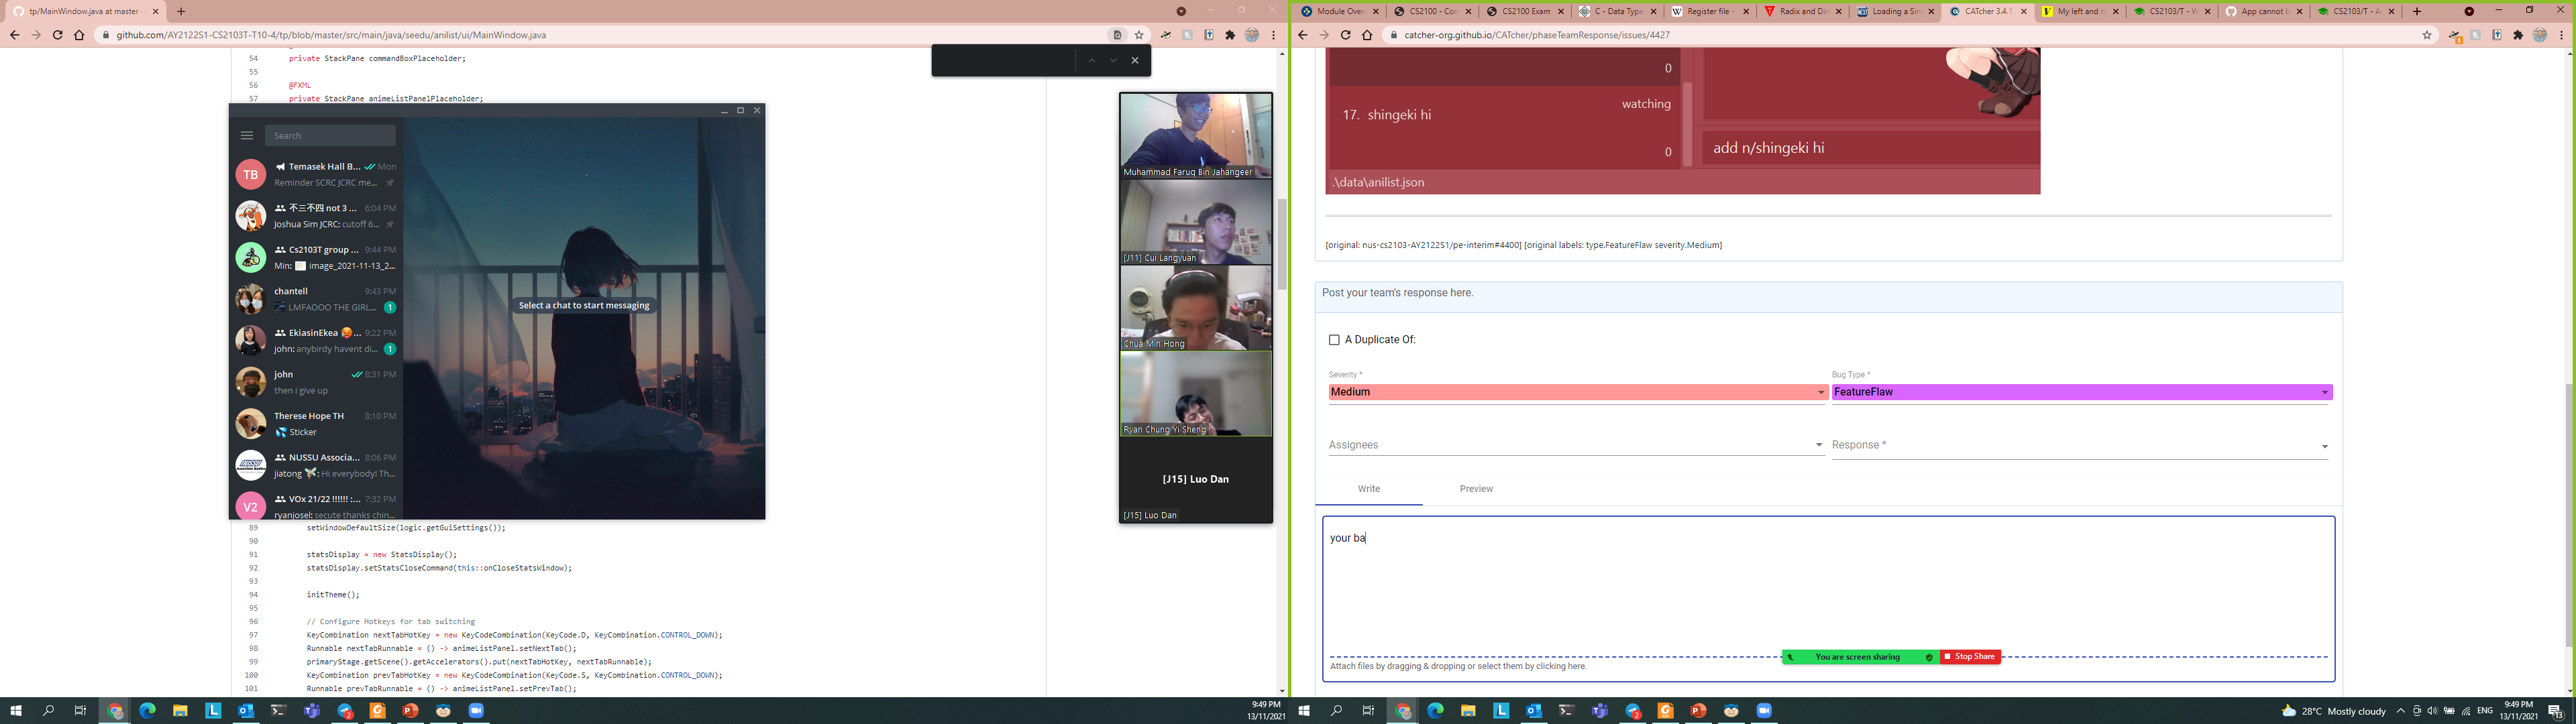 tp/MainWindow.java at master ·
github.com/AY2122S1-CS2103T-T10-4/tp/blob/master/src/main/java/seedu/anilist/ui/MainWindow.java
54 private StackPane commandBoxPlaceholder;
55
56 @FXML
57 private StackPane animeListPanelPlaceholder;
Search
TB Temasek Hall B... Mon
Reminder SCRC JCRC me...
不三不四 not 3 ... 6:04 PM
Joshua Sim JCRC: cutoff 6...
Cs2103T group ... 9:44 PM
Min: image_2021-11-13_2...
chantell 9:43 PM
LMFAOOO THE GIRL... 1
EkiasinEkea 🥵... 9:22 PM
john: anybirdy havent di... 1
john 8:31 PM
then i give up
Therese Hope TH 8:10 PM
💦 Sticker
NUSSU Associa... 8:06 PM
jiatong 🦋: Hi everybody! Th...
V2 VOx 21/22 !!!!!! :... 7:32 PM
ryanjosel: secute thanks chin...
Select a chat to start messaging
89 setWindowDefaultSize(logic.getGuiSettings());
90
91 statsDisplay = new StatsDisplay();
92 statsDisplay.setStatsCloseCommand(this::onCloseStatsWindow);
93
94 initTheme();
95
96 // Configure Hotkeys for tab switching
97 KeyCombination nextTabHotKey = new KeyCodeCombination(KeyCode.D, KeyCombination.CONTROL_DOWN);
98 Runnable nextTabRunnable = () -> animeListPanel.setNextTab();
99 primaryStage.getScene().getAccelerators().put(nextTabHotKey, nextTabRunnable);
100 KeyCombination prevTabHotKey = new KeyCodeCombination(KeyCode.S, KeyCombination.CONTROL_DOWN);
101 Runnable prevTabRunnable = () -> animeListPanel.setPrevTab();
Muhammad Faruq Bin Jahangeer
[J11] Cui Langyuan
Chua Min Hong
Ryan Chung Yi Sheng
[J15] Luo Dan
[J15] Luo Dan
9:49 PM
13/11/2021
Module Over
CS2100 - Con
CS2100 Exam
C - Data Type
Register file -
Radix and Di
Loading a Sin
CATcher 3.4.1
My left and r
CS2103/T - W
App cannot b
CS2103/T - A
catcher-org.github.io/CATcher/phaseTeamResponse/issues/4427
0
watching
17. shingeki hi
0
add n/shingeki hi
.\data\anilist.json
[original: nus-cs2103-AY2122S1/pe-interim#4400] [original labels: type.FeatureFlaw severity.Medium]
Post your team's response here.
A Duplicate Of:
Severity * Bug Type *
Medium FeatureFlaw
Assignees Response *
Write Preview
your ba
You are screen sharing Stop Share
Attach files by dragging & dropping or select them by clicking here.
28°C Mostly cloudy ENG 9:49 PM
13/11/2021